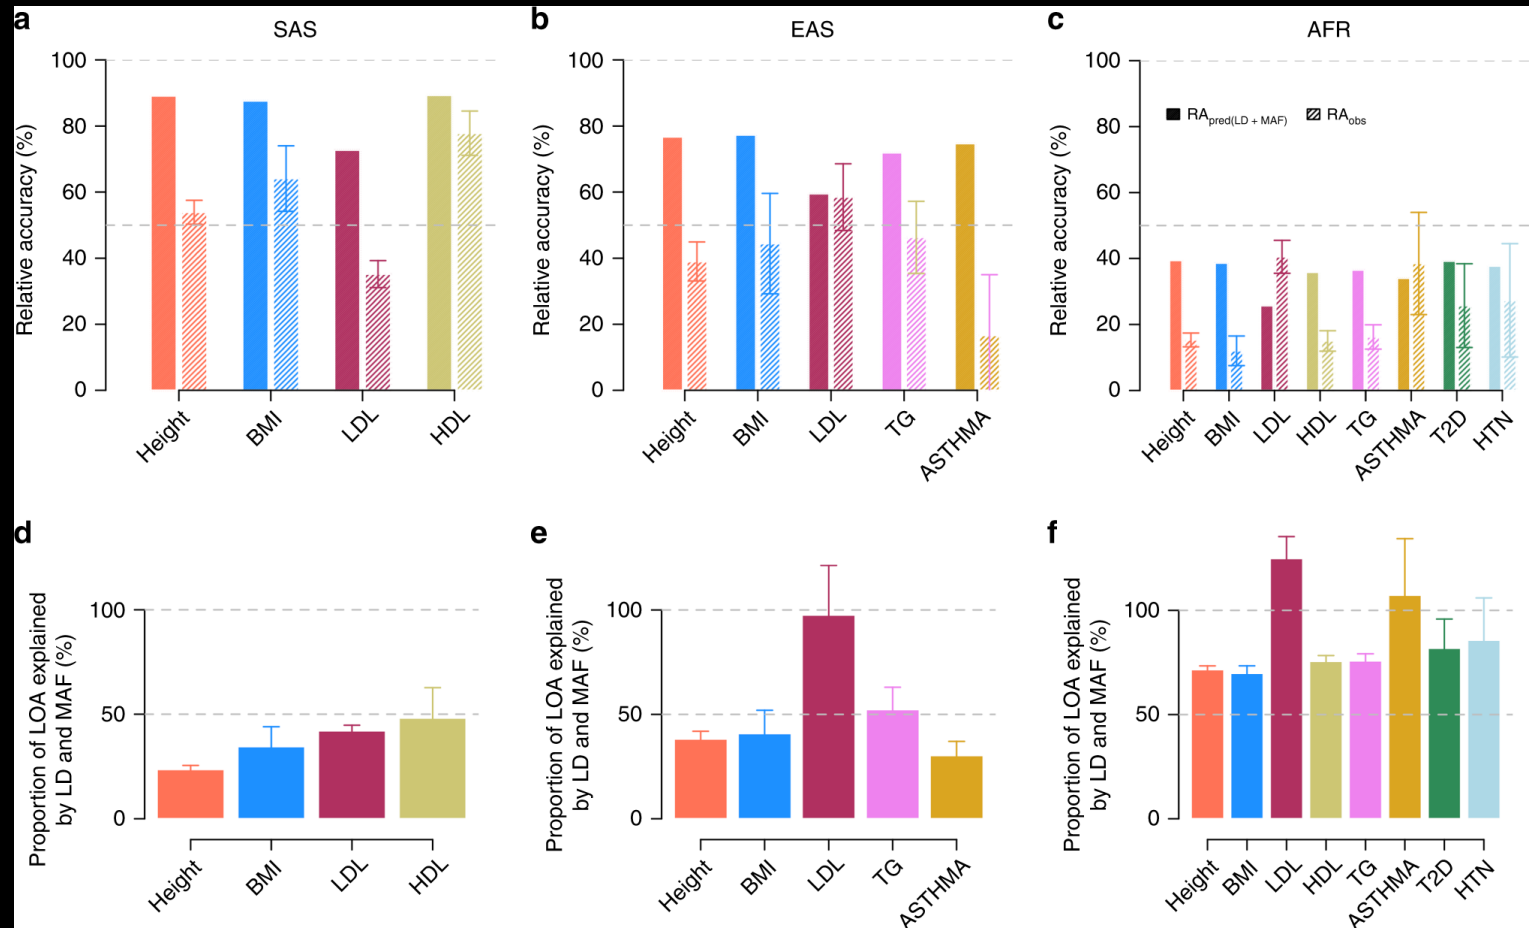 a
SAS
Relative accuracy (%)
100
80
60
40
20
0
Height
BMI
LDL
HDL
b
EAS
Relative accuracy (%)
100
80
60
40
20
0
Height
BMI
LDL
TG
ASTHMA
c
AFR
Relative accuracy (%)
100
80
60
40
20
0
RApred(LD + MAF)
RAobs
Height
BMI
LDL
HDL
TG
ASTHMA
T2D
HTN
d
Proportion of LOA explained
by LD and MAF (%)
100
50
0
Height
BMI
LDL
HDL
e
Proportion of LOA explained
by LD and MAF (%)
100
50
0
Height
BMI
LDL
TG
ASTHMA
f
Proportion of LOA explained
by LD and MAF (%)
100
50
0
Height
BMI
LDL
HDL
TG
ASTHMA
T2D
HTN